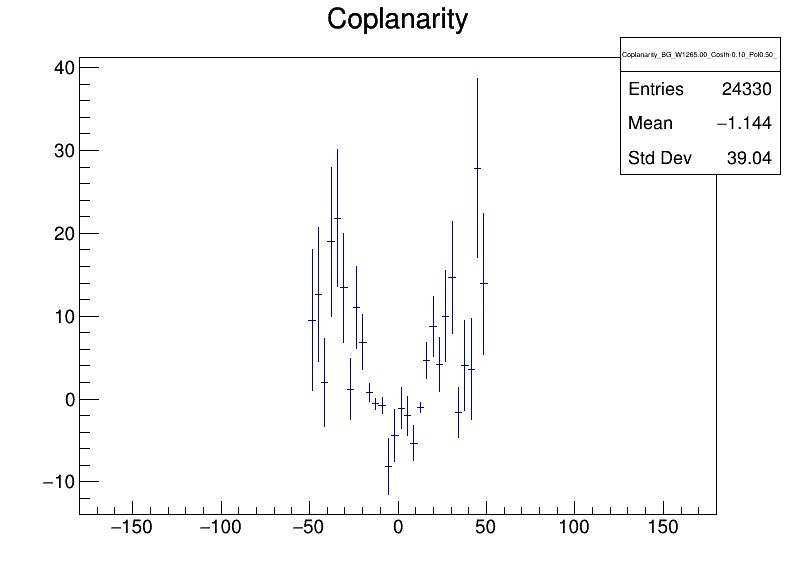 Coplanarity
Coplanarity_BG_W1265.00_Costh-0.10_Pol0.50_
Entries 24330
Mean −1.144
Std Dev 39.04
40
30
20
10
0
−10
−150 −100 −50 0 50 100 150